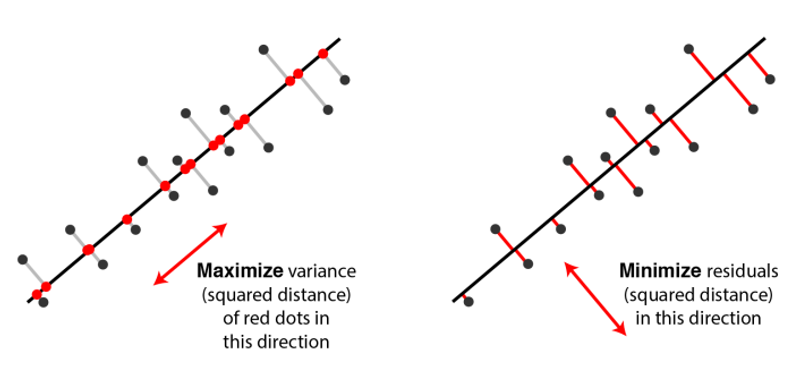 Maximize variance
(squared distance)
of red dots in
this direction
Minimize residuals
(squared distance)
in this direction